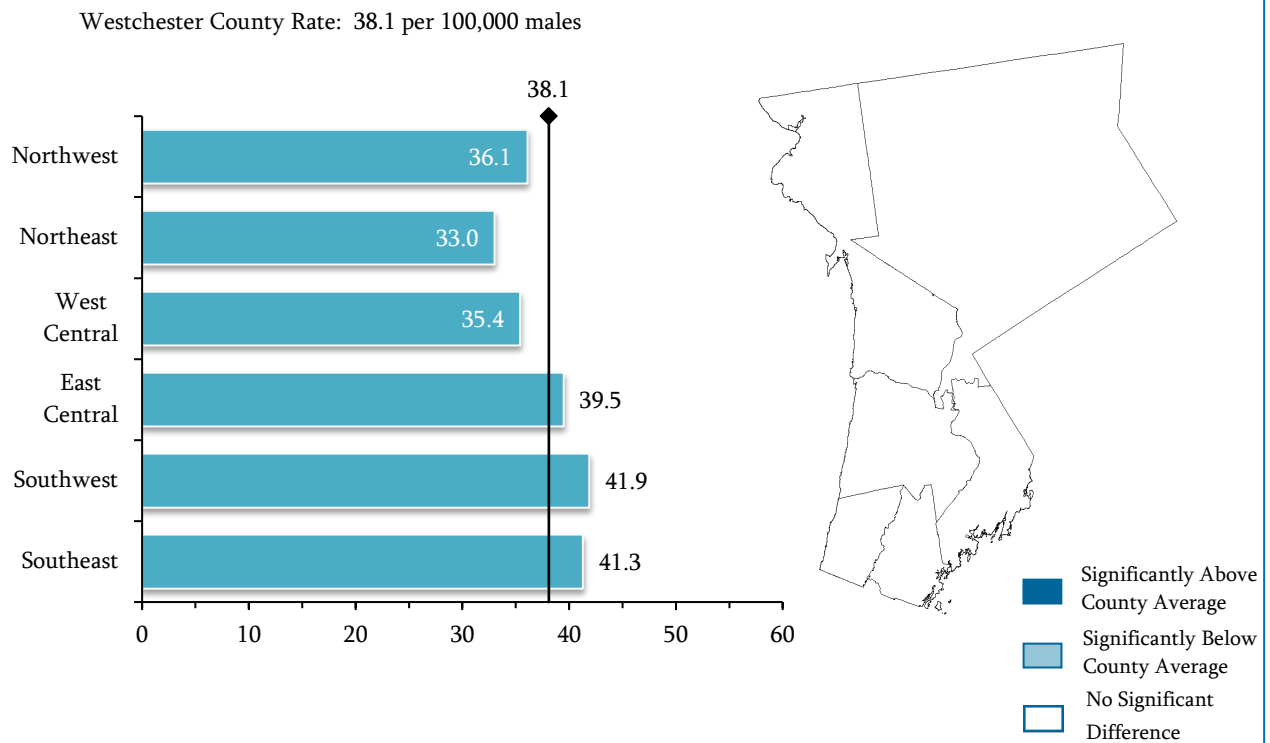 Westchester County Rate: 38.1 per 100,000 males
38.1
Northwest
36.1
Northeast
33.0
West
Central
35.4
East
Central
39.5
Southwest
41.9
Southeast
41.3
0 10 20 30 40 50 60
Significantly Above
County Average
Significantly Below
County Average
No Significant
Difference